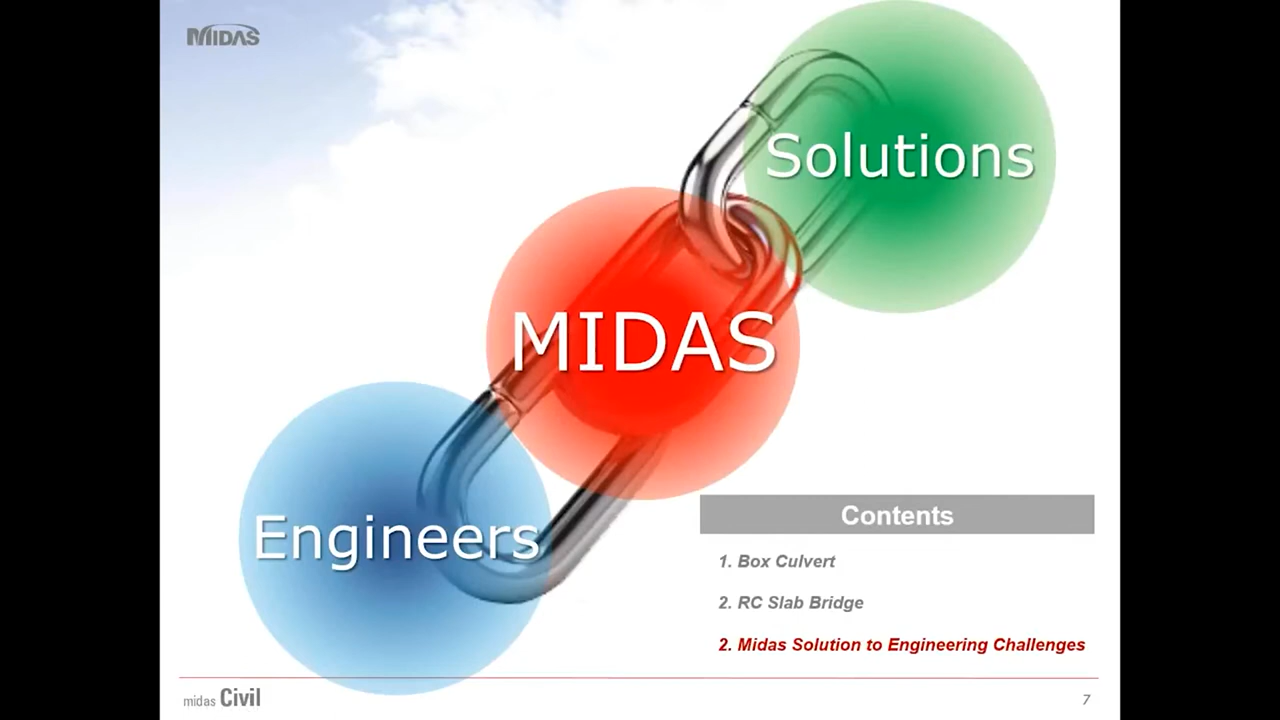 MIDAS
Solutions
MIDAS
Engineers
Contents
1. Box Culvert
2. RC Slab Bridge
2. Midas Solution to Engineering Challenges
midas Civil
7